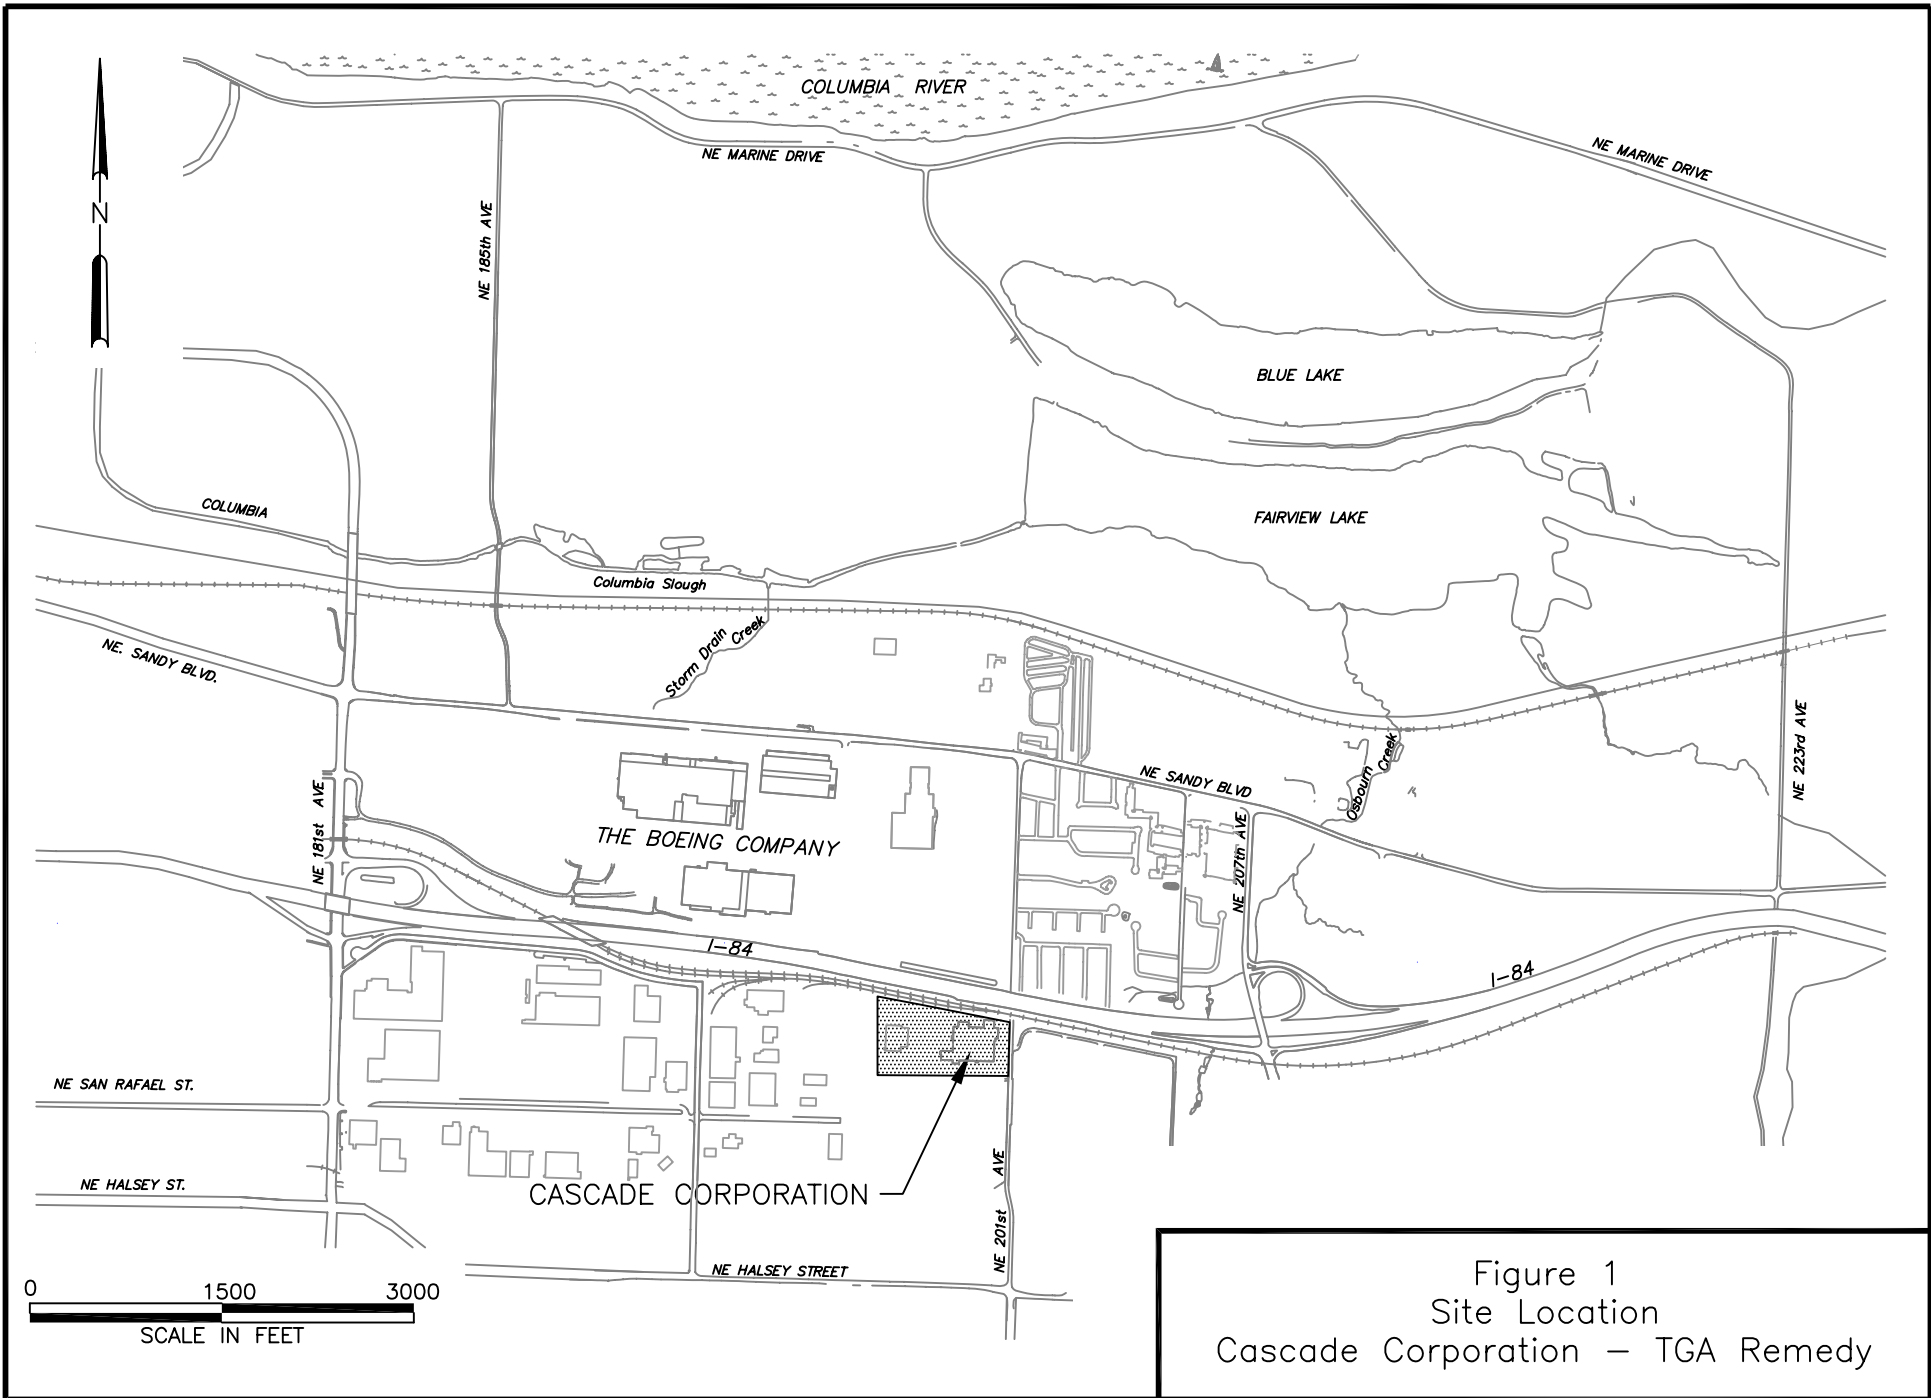 COLUMBIA RIVER
NE MARINE DRIVE
NE MARINE DRIVE
N
NE 185th AVE
BLUE LAKE
COLUMBIA
FAIRVIEW LAKE
Columbia Slough
Storm Drain Creek
NE. SANDY BLVD.
NE 223rd AVE
Osbourn Creek
NE SANDY BLVD
NE 181st AVE
THE BOEING COMPANY
NE 207th AVE
I-84
I-84
NE SAN RAFAEL ST.
NE HALSEY ST.
CASCADE CORPORATION
NE 201st AVE
NE HALSEY STREET
0 1500 3000
SCALE IN FEET
Figure 1
Site Location
Cascade Corporation – TGA Remedy